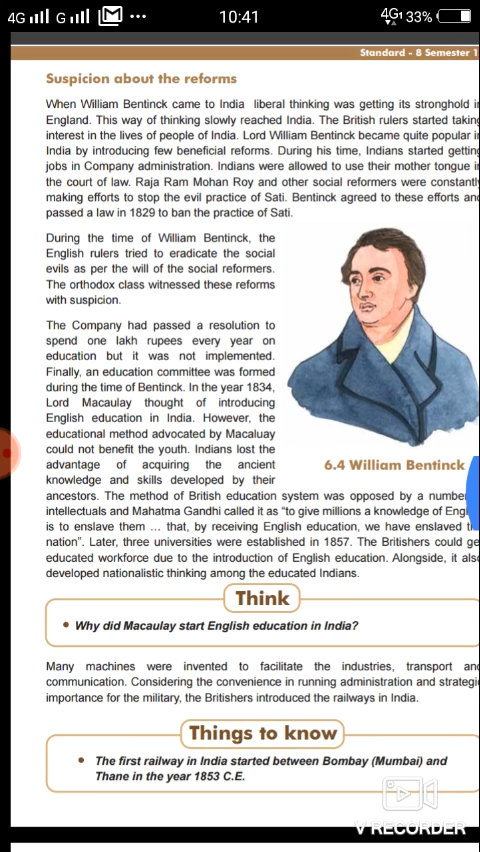 4G G 10:41 4G1 33%
Standard - 8 Semester 1
Suspicion about the reforms
When William Bentinck came to India liberal thinking was getting its stronghold i
England. This way of thinking slowly reached India. The British rulers started taking
interest in the lives of people of India. Lord William Bentinck became quite popular i
India by introducing few beneficial reforms. During his time, Indians started getting
jobs in Company administration. Indians were allowed to use their mother tongue i
the court of law. Raja Ram Mohan Roy and other social reformers were constantly
making efforts to stop the evil practice of Sati. Bentinck agreed to these efforts and
passed a law in 1829 to ban the practice of Sati.
During the time of William Bentinck, the
English rulers tried to eradicate the social
evils as per the will of the social reformers.
The orthodox class witnessed these reforms
with suspicion.
The Company had passed a resolution to
spend one lakh rupees every year on
education but it was not implemented.
Finally, an education committee was formed
during the time of Bentinck. In the year 1834,
Lord Macaulay thought of introducing
English education in India. However, the
educational method advocated by Macaluay
could not benefit the youth. Indians lost the
advantage of acquiring the ancient
knowledge and skills developed by their
6.4 William Bentinck
ancestors. The method of British education system was opposed by a number
intellectuals and Mahatma Gandhi called it as "to give millions a knowledge of Engl
is to enslave them ... that, by receiving English education, we have enslaved t
nation". Later, three universities were established in 1857. The Britishers could ge
educated workforce due to the introduction of English education. Alongside, it also
developed nationalistic thinking among the educated Indians.
Think
• Why did Macaulay start English education in India?
Many machines were invented to facilitate the industries, transport and
communication. Considering the convenience in running administration and strategi
importance for the military, the Britishers introduced the railways in India.
Things to know
• The first railway in India started between Bombay (Mumbai) and
Thane in the year 1853 C.E.
V RECORDER